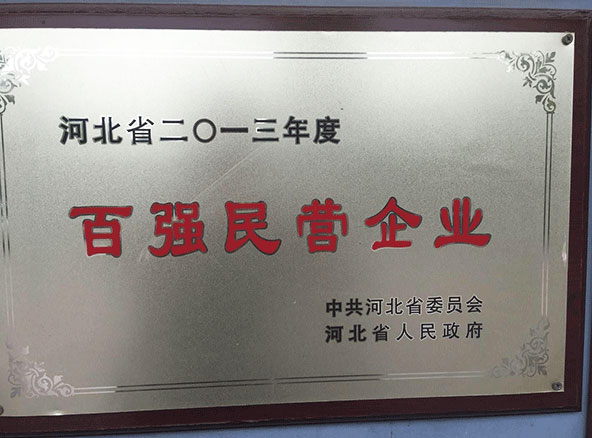 河北省二〇一三年度
百强民营企业
中共河北省委员会
河北省人民政府